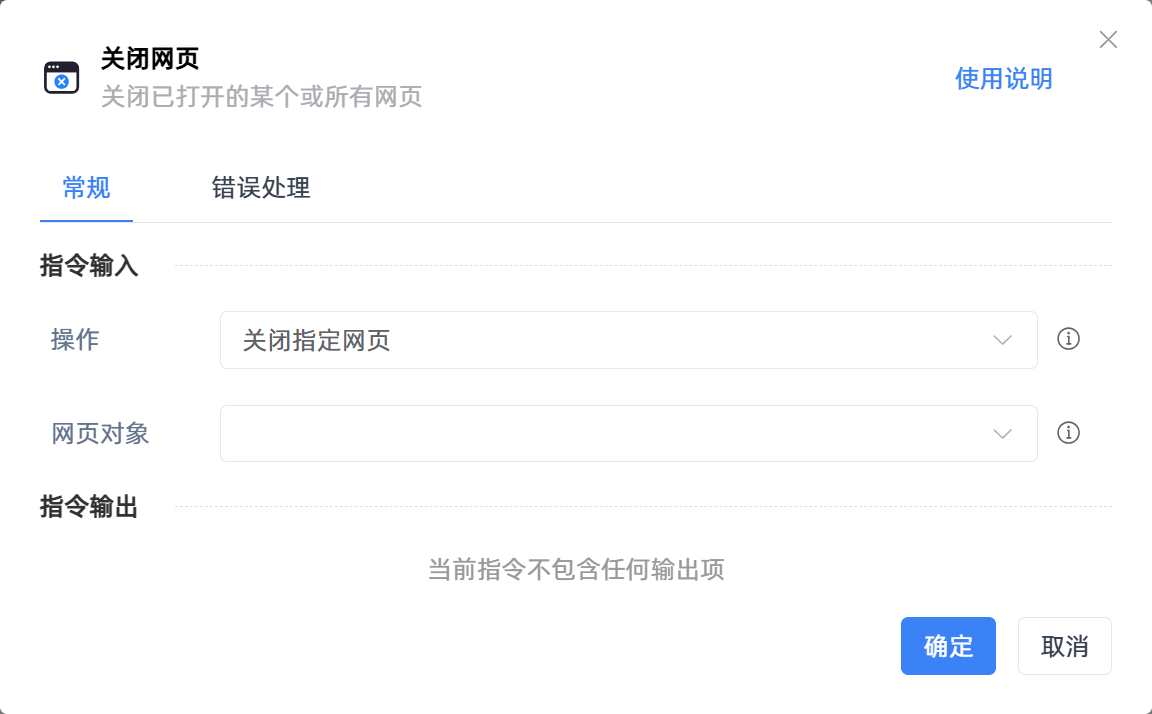 关闭网页
关闭已打开的某个或所有网页
使用说明
常规
错误处理
指令输入
操作
关闭指定网页
网页对象
指令输出
当前指令不包含任何输出项
确定
取消